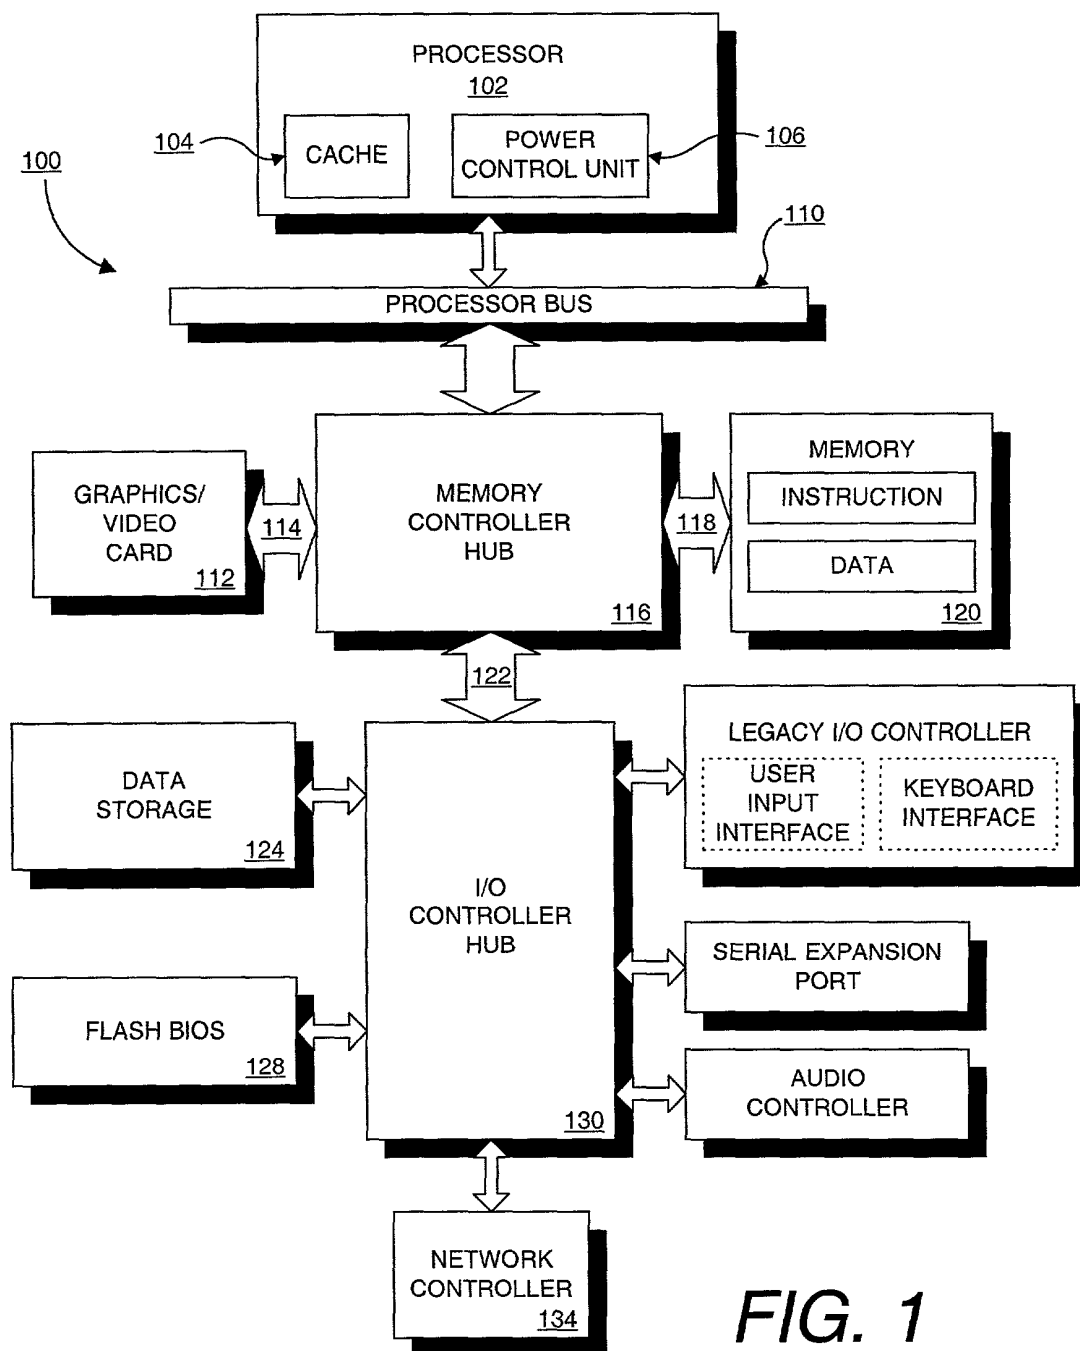 PROCESSOR
102
104
CACHE
POWER
CONTROL UNIT
106
100
110
PROCESSOR BUS
GRAPHICS/
VIDEO
CARD
112
114
MEMORY
CONTROLLER
HUB
116
118
MEMORY
INSTRUCTION
DATA
120
122
DATA
STORAGE
124
I/O
CONTROLLER
HUB
130
LEGACY I/O CONTROLLER
USER
INPUT
INTERFACE
KEYBOARD
INTERFACE
SERIAL EXPANSION
PORT
FLASH BIOS
128
AUDIO
CONTROLLER
NETWORK
CONTROLLER
134
FIG. 1